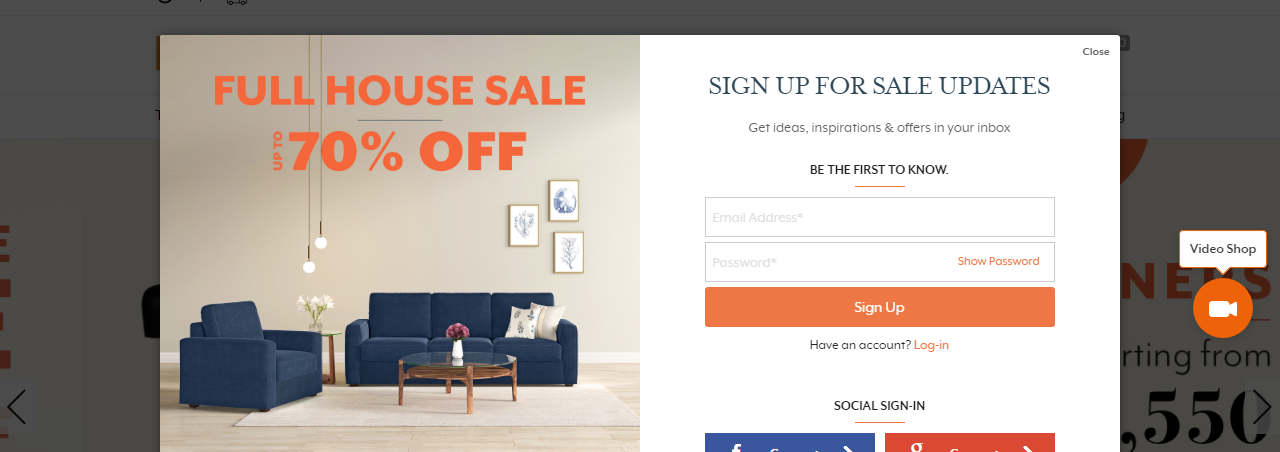 Close
FULL HOUSE SALE
UP TO
70% OFF
SIGN UP FOR SALE UPDATES
Get ideas, inspirations & offers in your inbox
BE THE FIRST TO KNOW.
Email Address*
Password*
Show Password
Sign Up
Have an account? Log-in
SOCIAL SIGN-IN
Video Shop
rting from
,550